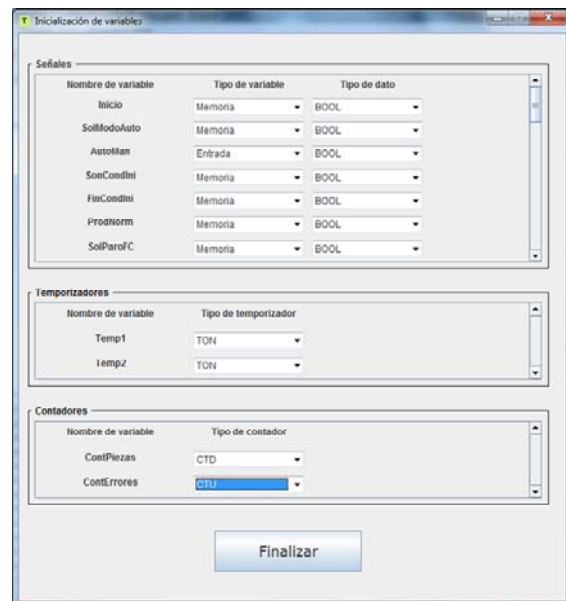 T Inicialización de variables
Señales
Nombre de variable Tipo de variable Tipo de dato
Inicio Memoria BOOL
SolModoAuto Memoria BOOL
AutoMan Entrada BOOL
SonCondIni Memoria BOOL
FinCondIni Memoria BOOL
ProdNorm Memoria BOOL
SolParoFC Memoria BOOL
Temporizadores
Nombre de variable Tipo de temporizador
Temp1 TON
Temp2 TON
Contadores
Nombre de variable Tipo de contador
ContPiezas CTD
ContErrores CTU
Finalizar